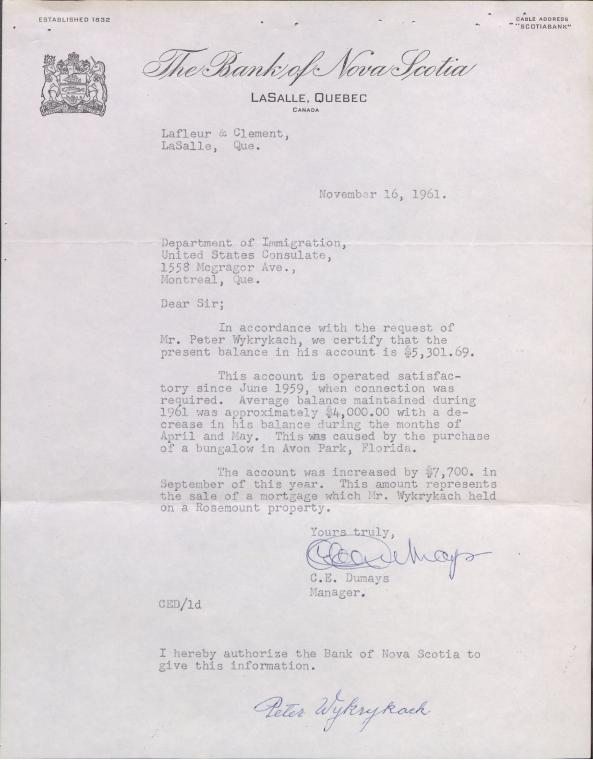 ESTABLISHED 1832
CABLE ADDRESS
"SCOTIABANK"
The Bank of Nova Scotia
LASALLE, QUEBEC
CANADA
Lafleur & Clement,
LaSalle, Que.
November 16, 1961.
Department of Immigration,
United States Consulate,
1558 Mcgragor Ave.,
Montreal, Que.
Dear Sir;
In accordance with the request of
Mr. Peter Wykrykach, we certify that the
present balance in his account is $5,301.69.
This account is operated satisfac-
tory since June 1959, when connection was
required. Average balance maintained during
1961 was approximately $4,000.00 with a de-
crease in his balance during the months of
April and May. This was caused by the purchase
of a bungalow in Avon Park, Florida.
The account was increased by $7,700. in
September of this year. This amount represents
the sale of a mortgage which Mr. Wykrykach held
on a Rosemount property.
Yours truly,
C.E. Dumays
Manager.
CED/ld
I hereby authorize the Bank of Nova Scotia to
give this information.
Peter Wykrykach